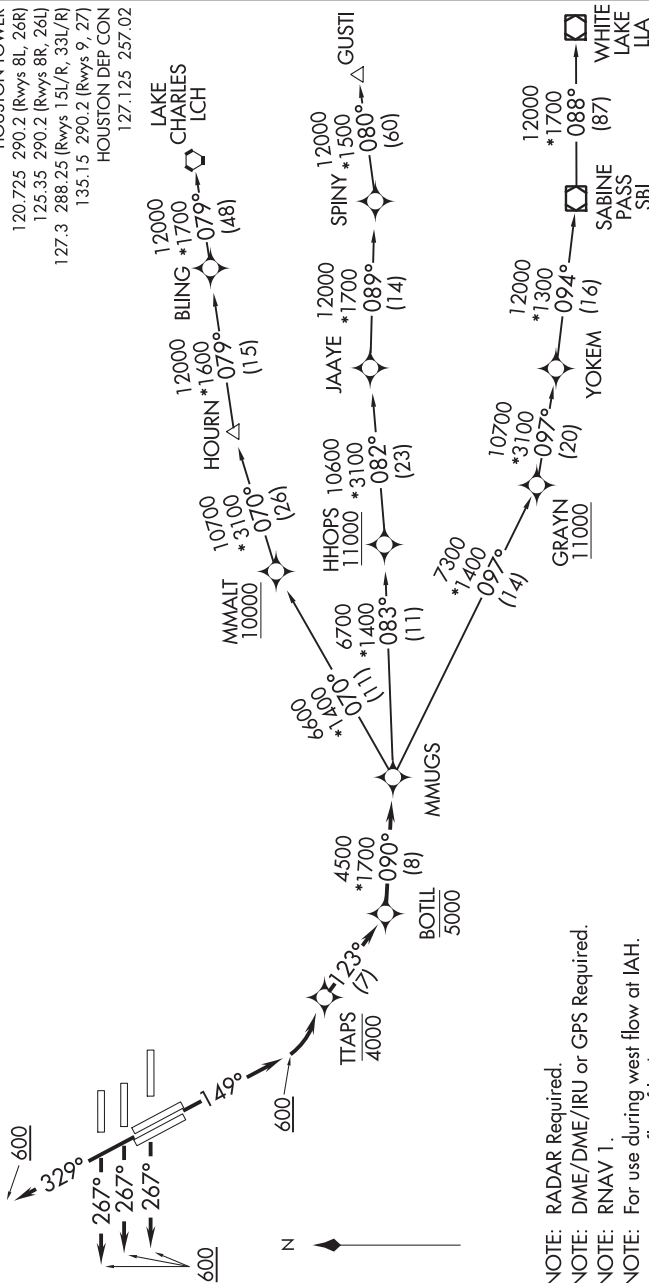 HOUSTON TOWER
120.725 290.2 (Rwys 8L, 26R)
125.35 290.2 (Rwys 8R, 26L)
127.3 288.25 (Rwys 15L/R, 33L/R)
135.15 290.2 (Rwys 9, 27)
HOUSTON DEP CON
127.125 257.02
600
329°
267°
267°
267°
600
149°
600
TTAPS
4000
123°
(7)
BOTLL
5000
4500
*1700
090°
(8)
MMUGS
6600
*1400
070°
(11)
MMALT
10000
10700
*3100
070°
(26)
HOURN
12000
*1600
079°
(15)
BLING
12000
*1700
079°
(48)
LAKE
CHARLES
LCH
6700
*1400
083°
(11)
HHOPS
11000
10600
*3100
082°
(23)
JAAYE
12000
*1700
089°
(14)
SPINY
12000
*1500
080°
(60)
GUSTI
7300
*1400
097°
(14)
GRAYN
11000
10700
*3100
097°
(20)
YOKEM
12000
*1300
094°
(16)
SABINE
PASS
SBI
12000
*1700
088°
(87)
WHITE
LAKE
LLA
N
NOTE: RADAR Required.
NOTE: DME/DME/IRU or GPS Required.
NOTE: RNAV 1.
NOTE: For use during west flow at IAH.